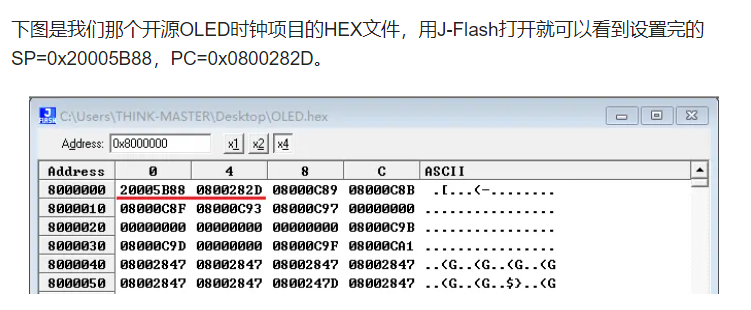 下图是我们那个开源OLED时钟项目的HEX文件，用J-Flash打开就可以看到设置完的
SP=0x20005B88，PC=0x0800282D。
C:\Users\THINK-MASTER\Desktop\OLED.hex
Address: 0x8000000 x1 x2 x4
Address 0 4 8 C ASCII
8000000 20005B88 0800282D 08000C89 08000C8B .[...(-........
8000010 08000C8F 08000C93 08000C97 00000000 ................
8000020 00000000 00000000 00000000 08000C9B ................
8000030 08000C9D 00000000 08000C9F 08000CA1 ................
8000040 08002847 08002847 08002847 08002847 ..(G..(G..(G..(G
8000050 08002847 08002847 0800247D 08002847 ..(G..(G..$}..(G